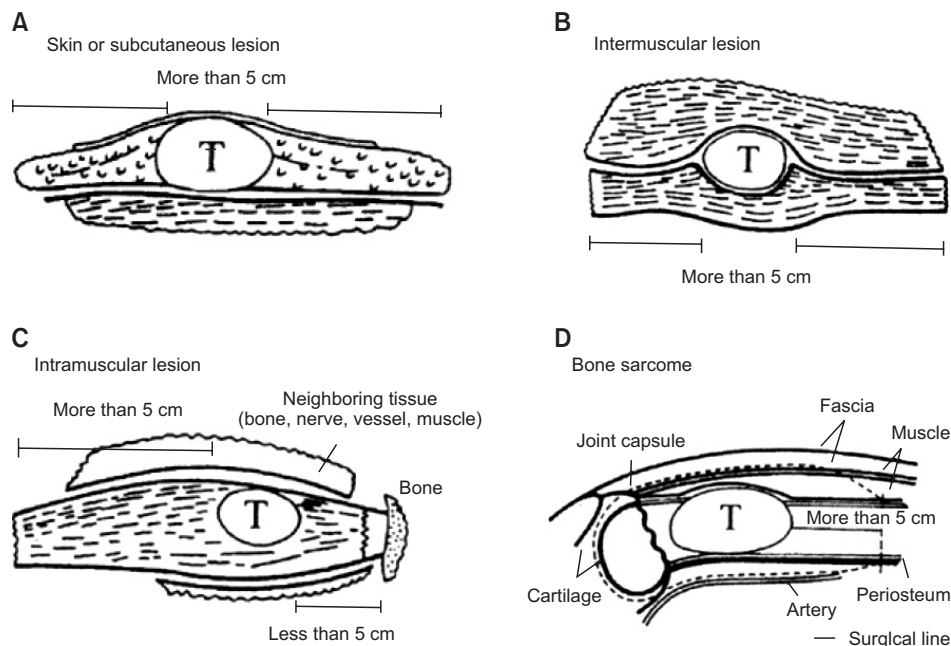 A
Skin or subcutaneous lesion
More than 5 cm
T
B
Intermuscular lesion
T
More than 5 cm
C
Intramuscular lesion
More than 5 cm
Neighboring tissue
(bone, nerve, vessel, muscle)
Bone
T
Less than 5 cm
D
Bone sarcome
Fascia
Muscle
Joint capsule
T
More than 5 cm
Cartilage
Artery
Periosteum
Surgical line